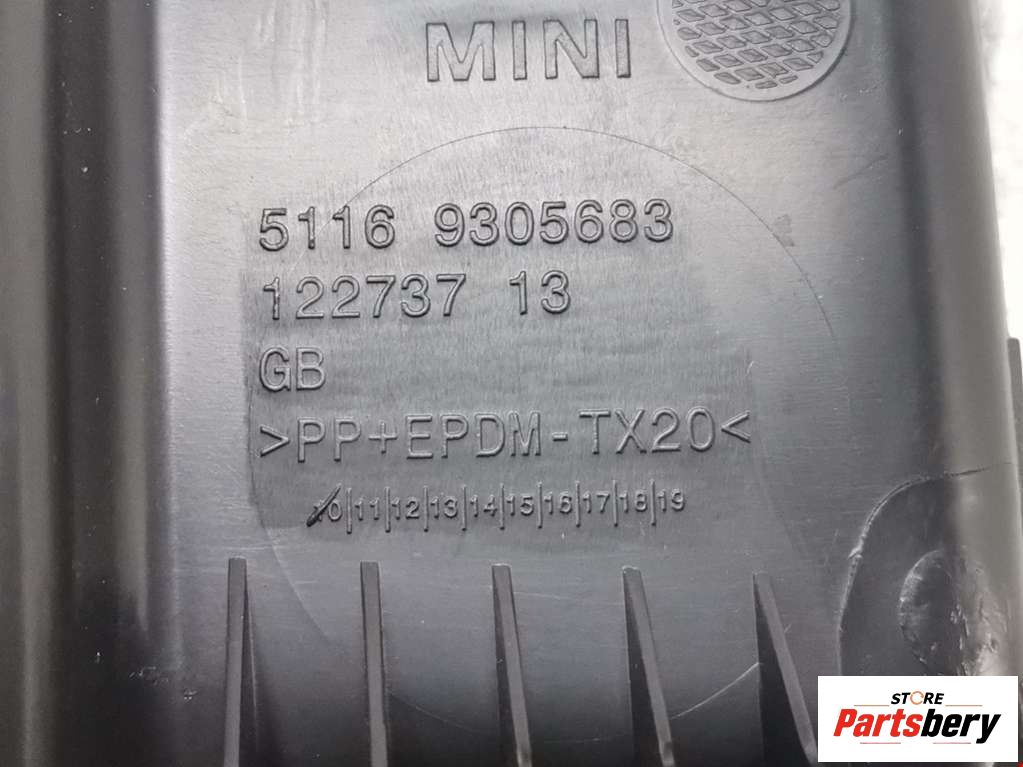 MINI
5116 9305683
122737 13
GB
>PP+EPDM-TX20<
10|11|12|13|14|15|16|17|18|19
STORE
Partsbery